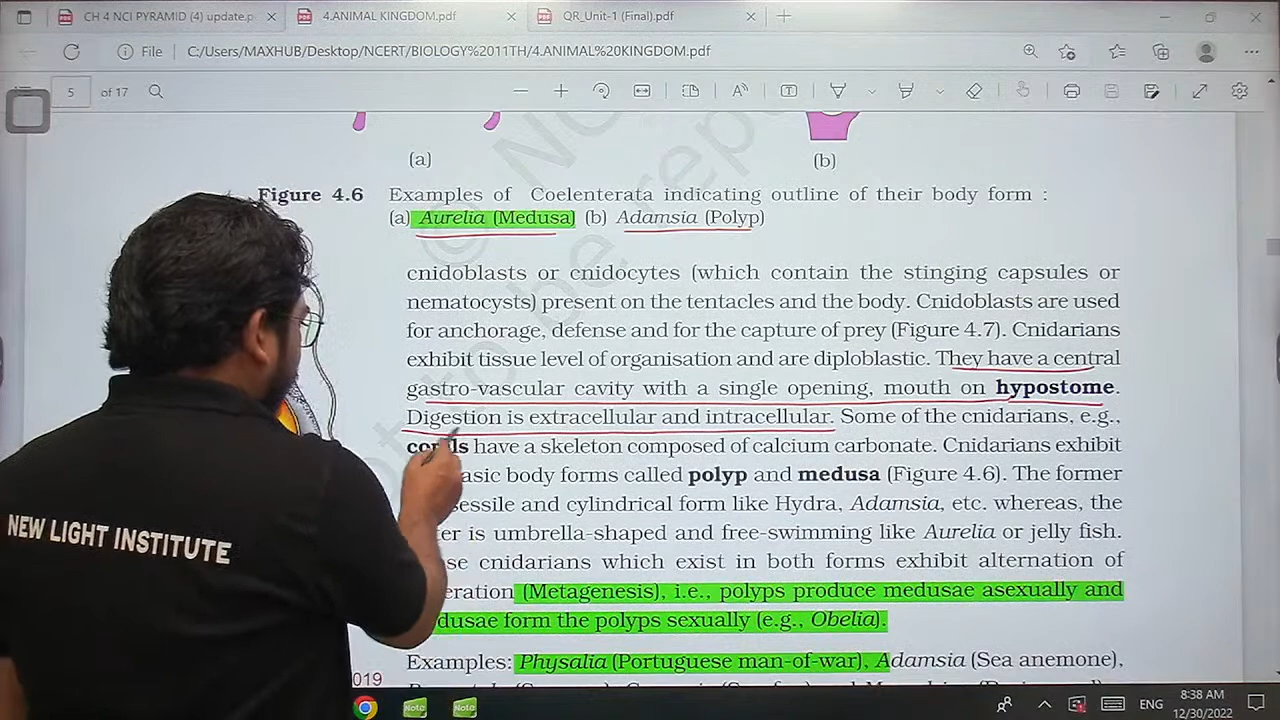 CH 4 NCI PYRAMID (4) update.p
4.ANIMAL KINGDOM.pdf
QR_Unit-1 (Final).pdf
File C:/Users/MAXHUB/Desktop/NCERT/BIOLOGY%2011TH/4.ANIMAL%20KINGDOM.pdf
5 of 17
(a) (b)
Figure 4.6 Examples of Coelenterata indicating outline of their body form :
(a) Aurelia (Medusa) (b) Adamsia (Polyp)
cnidoblasts or cnidocytes (which contain the stinging capsules or
nematocysts) present on the tentacles and the body. Cnidoblasts are used
for anchorage, defense and for the capture of prey (Figure 4.7). Cnidarians
exhibit tissue level of organisation and are diploblastic. They have a central
gastro-vascular cavity with a single opening, mouth on hypostome.
Digestion is extracellular and intracellular. Some of the cnidarians, e.g.,
have a skeleton composed of calcium carbonate. Cnidarians exhibit
body forms called polyp and medusa (Figure 4.6). The former
sessile and cylindrical form like Hydra, Adamsia, etc. whereas, the
is umbrella-shaped and free-swimming like Aurelia or jelly fish.
cnidarians which exist in both forms exhibit alternation of
(Metagenesis), i.e., polyps produce medusae asexually and
form the polyps sexually (e.g., Obelia).
Examples: Physalia (Portuguese man-of-war), Adamsia (Sea anemone),
NEW LIGHT INSTITUTE
019
Note
Note
ENG
8:38 AM
12/30/2022